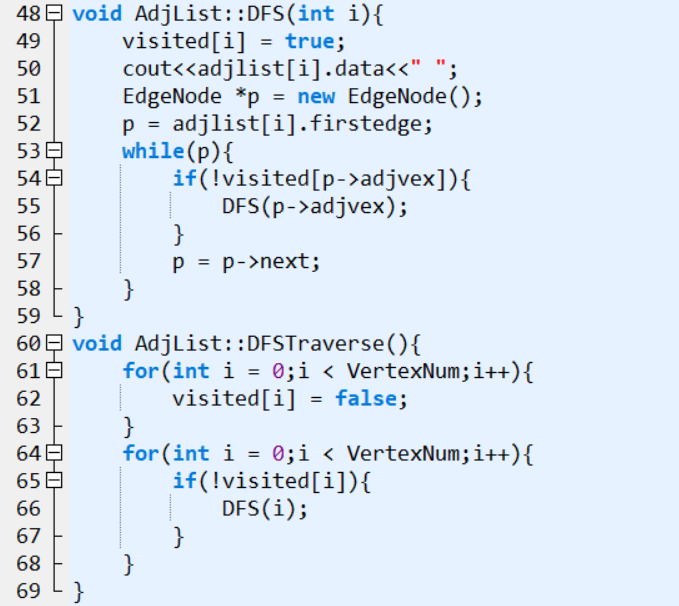 48 void AdjList::DFS(int i){
49     visited[i] = true;
50     cout<<adjlist[i].data<<" ";
51     EdgeNode *p = new EdgeNode();
52     p = adjlist[i].firstedge;
53     while(p){
54         if(!visited[p->adjvex]){
55             DFS(p->adjvex);
56         }
57         p = p->next;
58     }
59 }
60 void AdjList::DFSTraverse(){
61     for(int i = 0;i < VertexNum;i++){
62         visited[i] = false;
63     }
64     for(int i = 0;i < VertexNum;i++){
65         if(!visited[i]){
66             DFS(i);
67         }
68     }
69 }